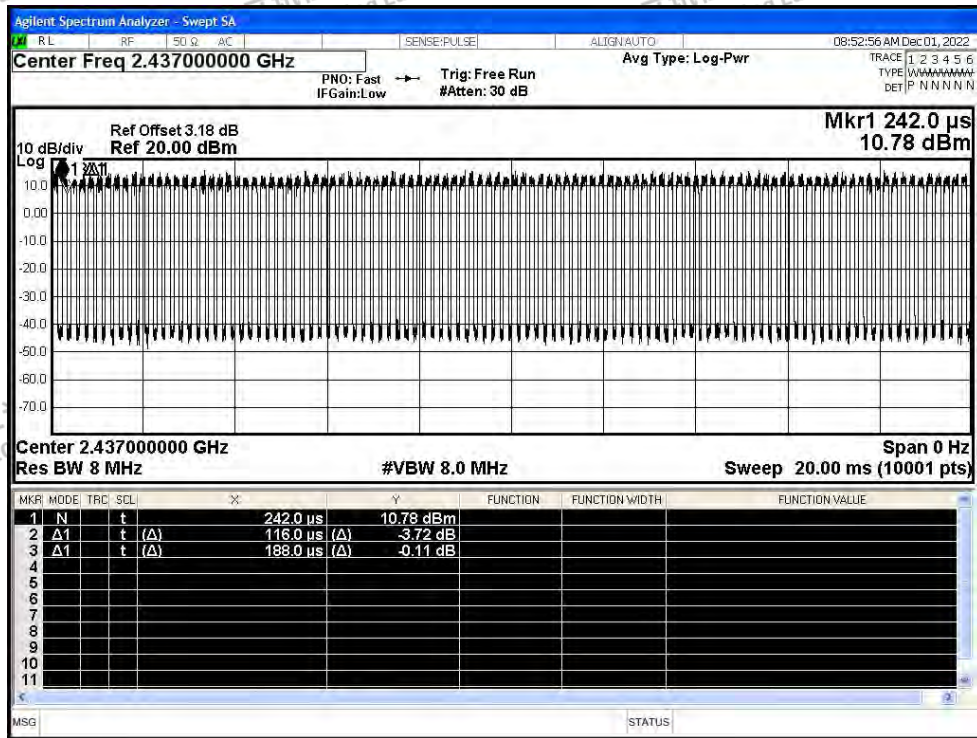 Agilent Spectrum Analyzer - Swept SA
RL RF 50 Ω AC SENSE:PULSE ALIGNAUTO 08:52:56 AM Dec 01, 2022
Center Freq 2.437000000 GHz Avg Type: Log-Pwr TRACE 1 2 3 4 5 6
PNO: Fast Trig: Free Run TYPE
IFGain:Low #Atten: 30 dB DET P N N N N N
Mkr1 242.0 µs
Ref Offset 3.18 dB
10 dB/div Ref 20.00 dBm 10.78 dBm
Log
10.0
0.00
-10.0
-20.0
-30.0
-40.0
-50.0
-60.0
-70.0
Center 2.437000000 GHz Span 0 Hz
Res BW 8 MHz #VBW 8.0 MHz Sweep 20.00 ms (10001 pts)
MKR MODE TRC SCL X Y FUNCTION FUNCTION WIDTH FUNCTION VALUE
1 N t 242.0 µs 10.78 dBm
2 Δ1 t (Δ) 116.0 µs (Δ) -3.72 dB
3 Δ1 t (Δ) 188.0 µs (Δ) -0.11 dB
4
5
6
7
8
9
10
11
MSG STATUS